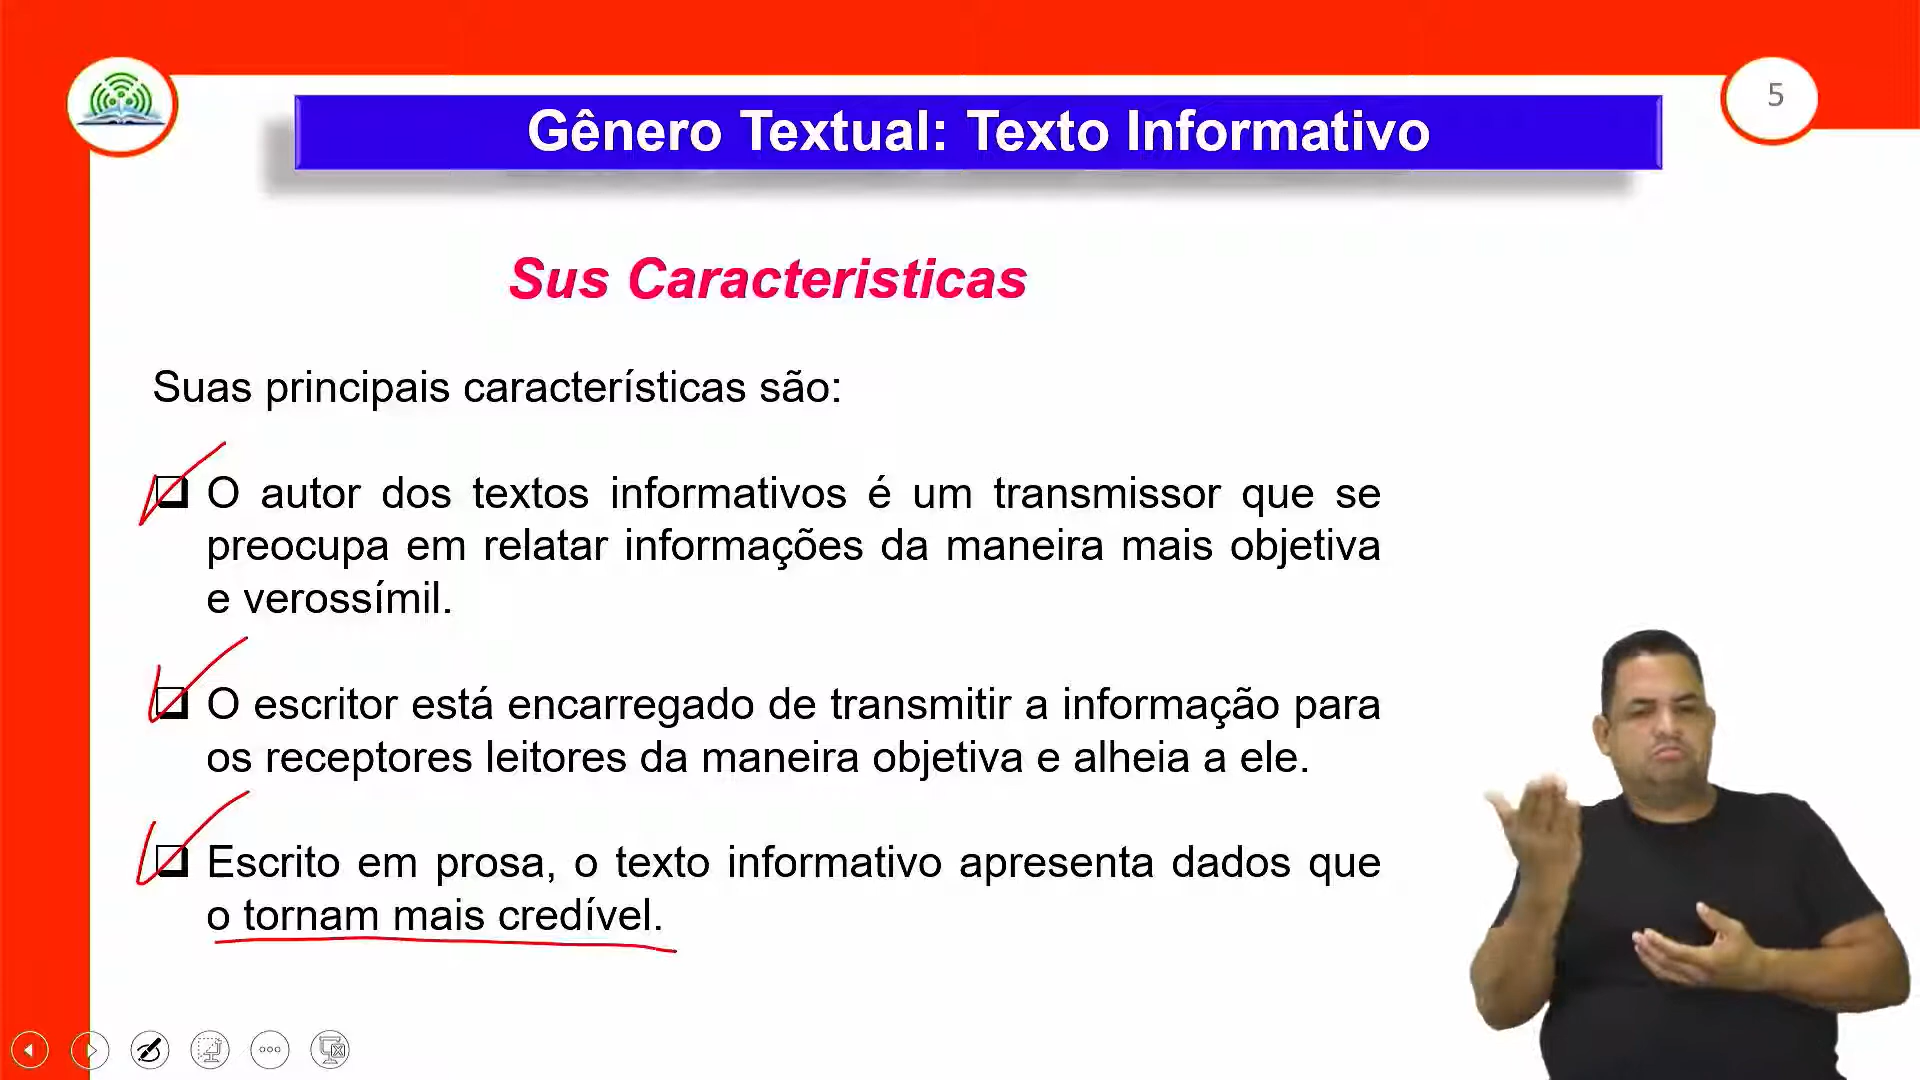 5
Gênero Textual: Texto Informativo
Sus Caracteristicas
Suas principais características são:
O autor dos textos informativos é um transmissor que se
preocupa em relatar informações da maneira mais objetiva
e verossímil.
O escritor está encarregado de transmitir a informação para
os receptores leitores da maneira objetiva e alheia a ele.
Escrito em prosa, o texto informativo apresenta dados que
o tornam mais credível.